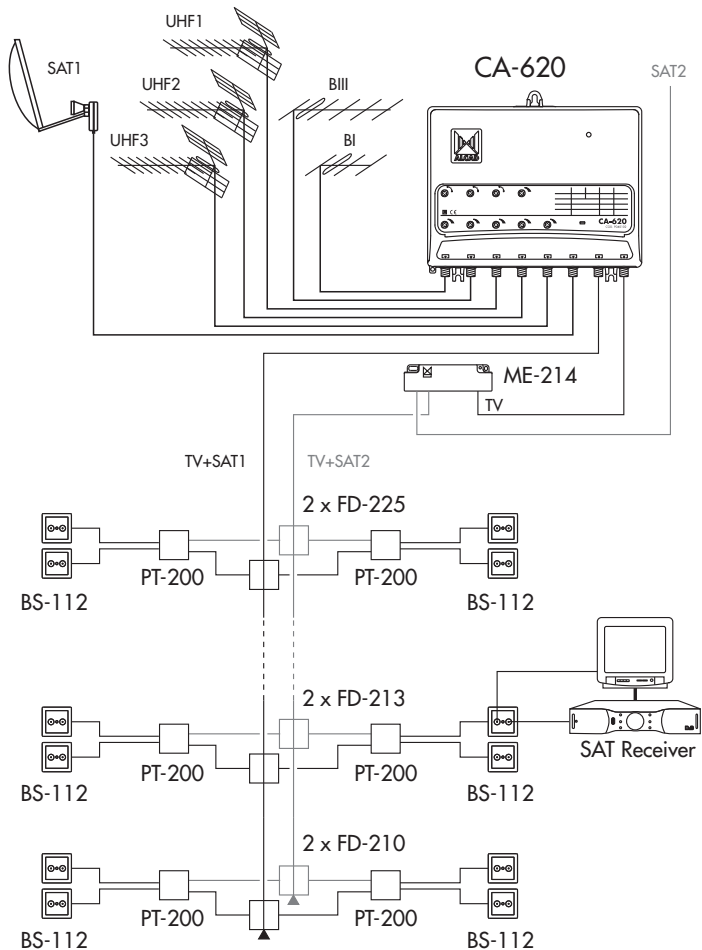 UHF1
SAT1
UHF2
UHF3
BIII
BI
CA-620
SAT2
ALCAD
CA-620
ME-214
TV
TV+SAT1
TV+SAT2
2 x FD-225
PT-200
PT-200
BS-112
BS-112
2 x FD-213
PT-200
PT-200
BS-112
BS-112
SAT Receiver
2 x FD-210
PT-200
PT-200
BS-112
BS-112